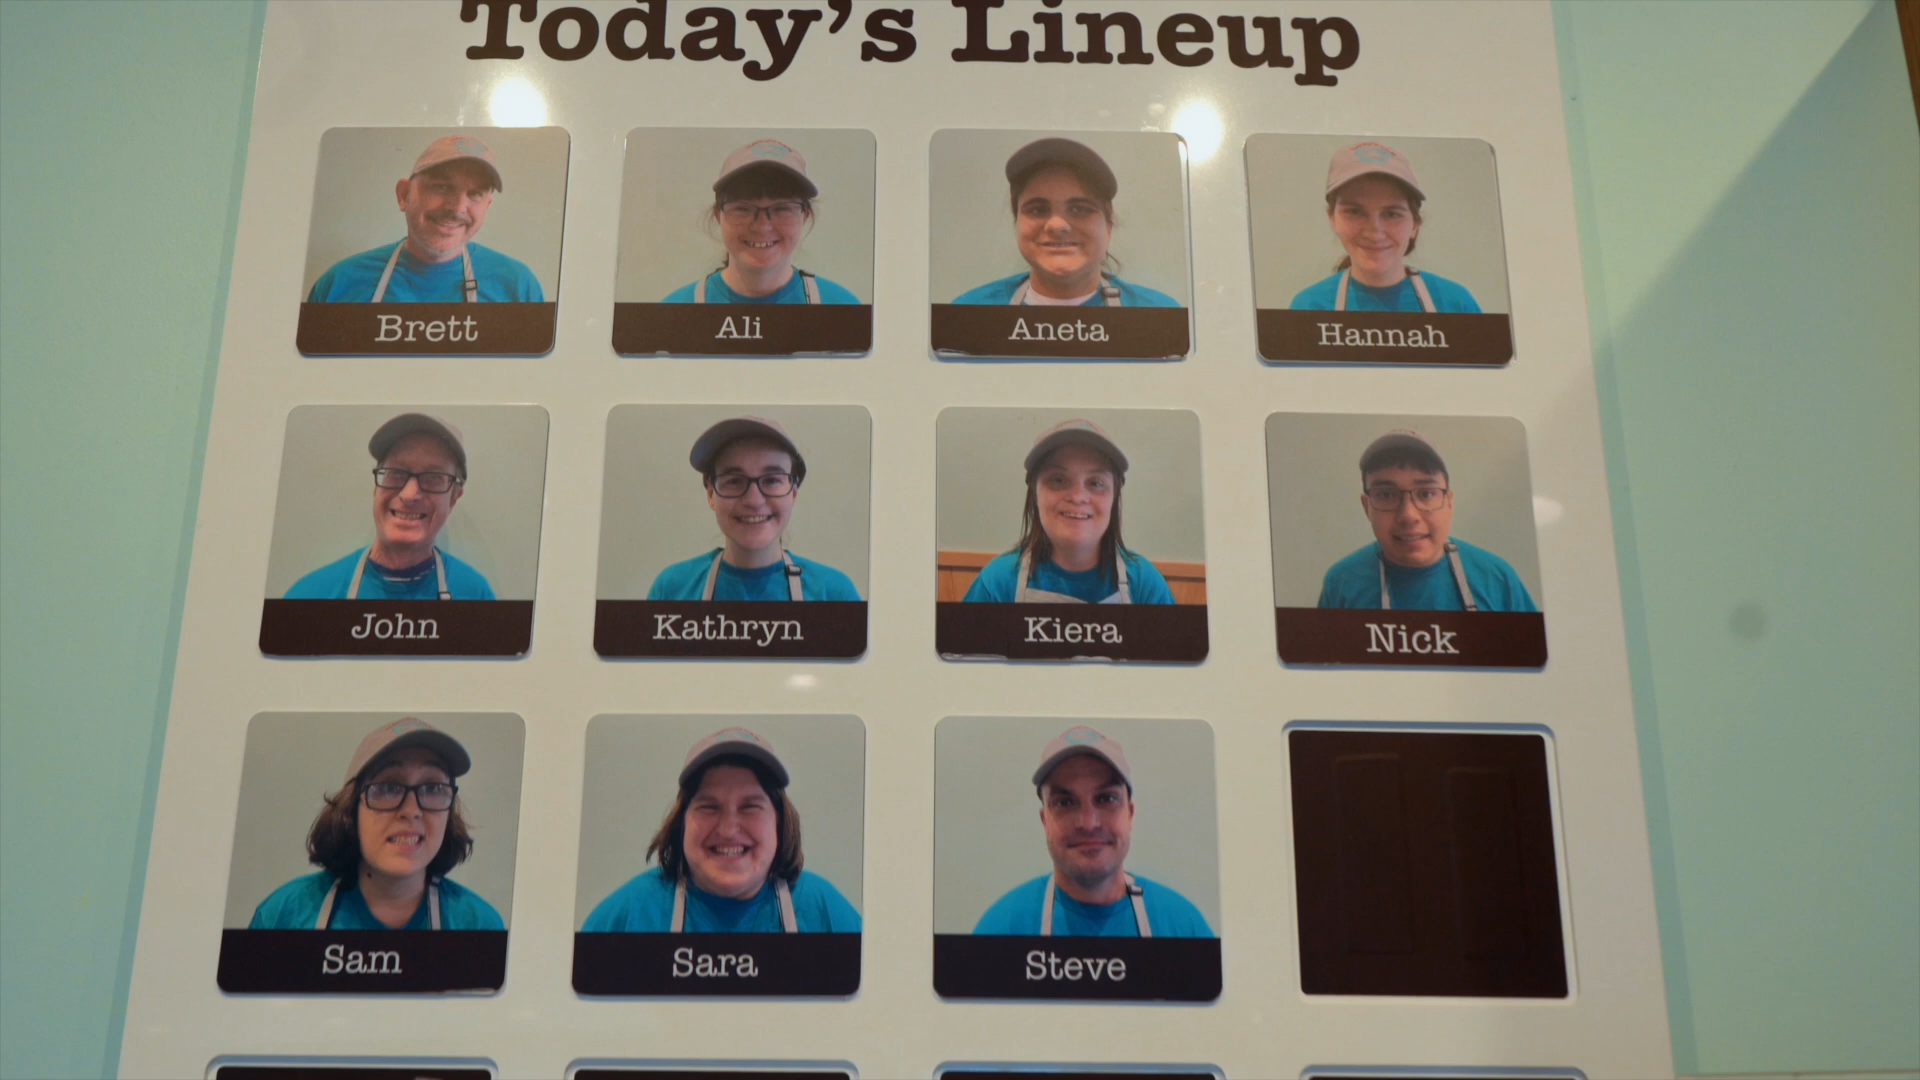 Today's Lineup
Brett
Ali
Aneta
Hannah
John
Kathryn
Kiera
Nick
Sam
Sara
Steve